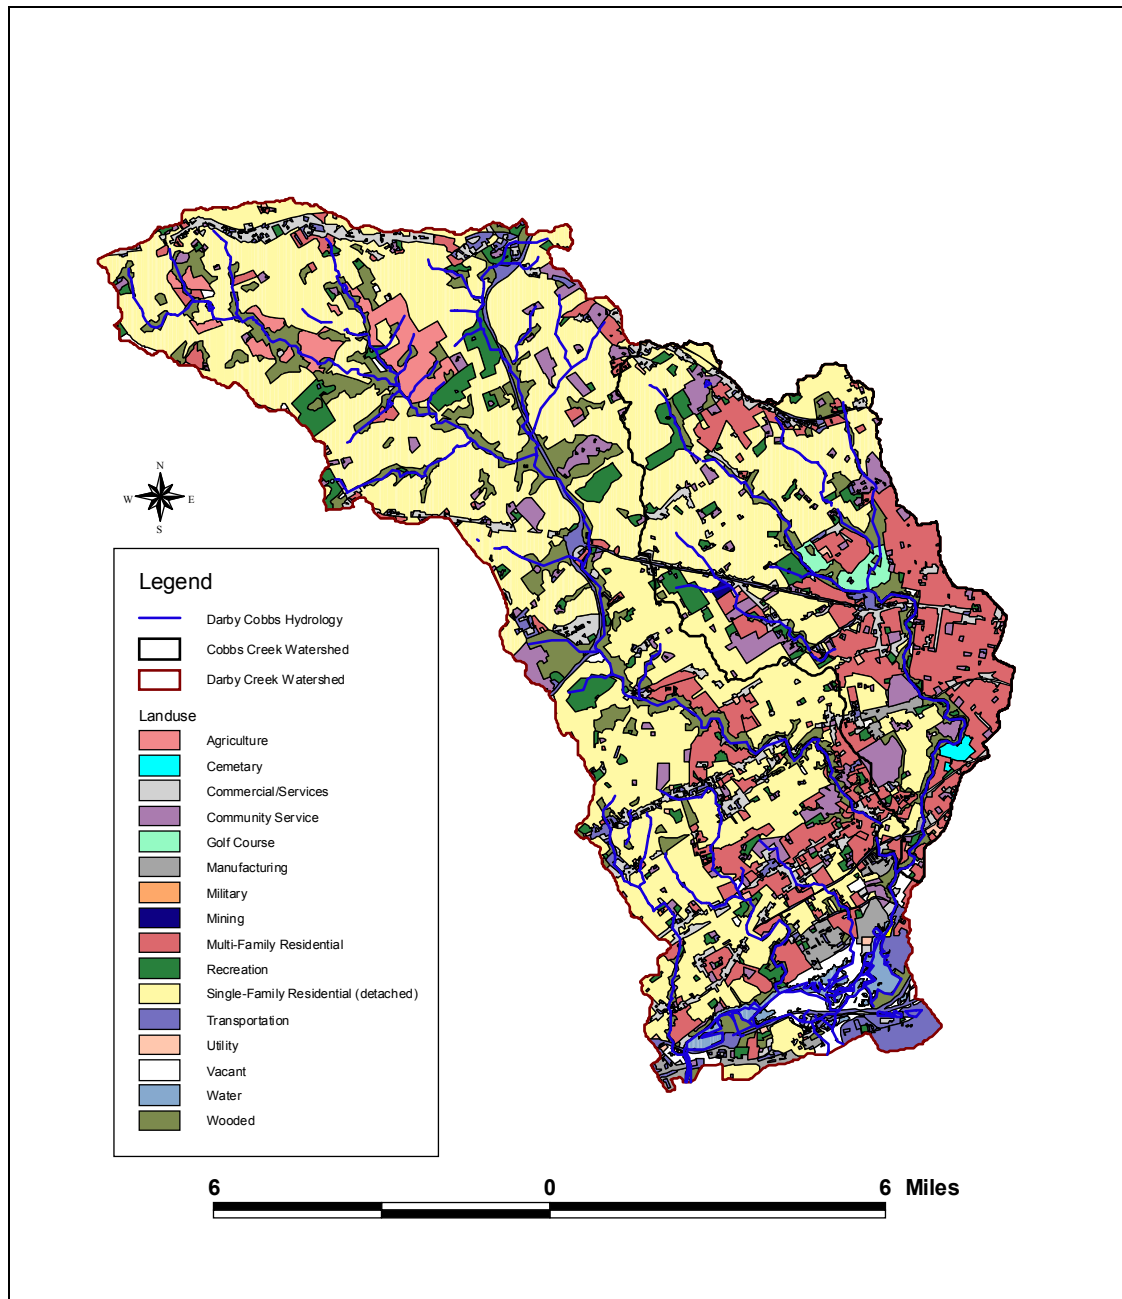 N
W
E
S
Legend
Darby Cobbs Hydrology
Cobbs Creek Watershed
Darby Creek Watershed
Landuse
Agriculture
Cemetary
Commercial/Services
Community Service
Golf Course
Manufacturing
Military
Mining
Multi-Family Residential
Recreation
Single-Family Residential (detached)
Transportation
Utility
Vacant
Water
Wooded
6 0 6 Miles